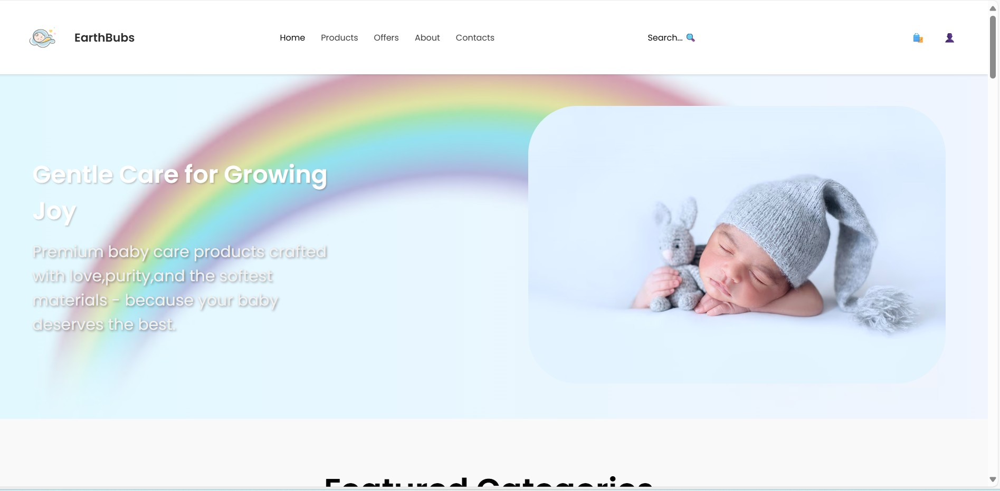 EarthBubs
Home Products Offers About Contacts
Search...
Gentle Care for Growing
Joy
Premium baby care products crafted
with love,purity,and the softest
materials - because your baby
deserves the best.
Featured Categories